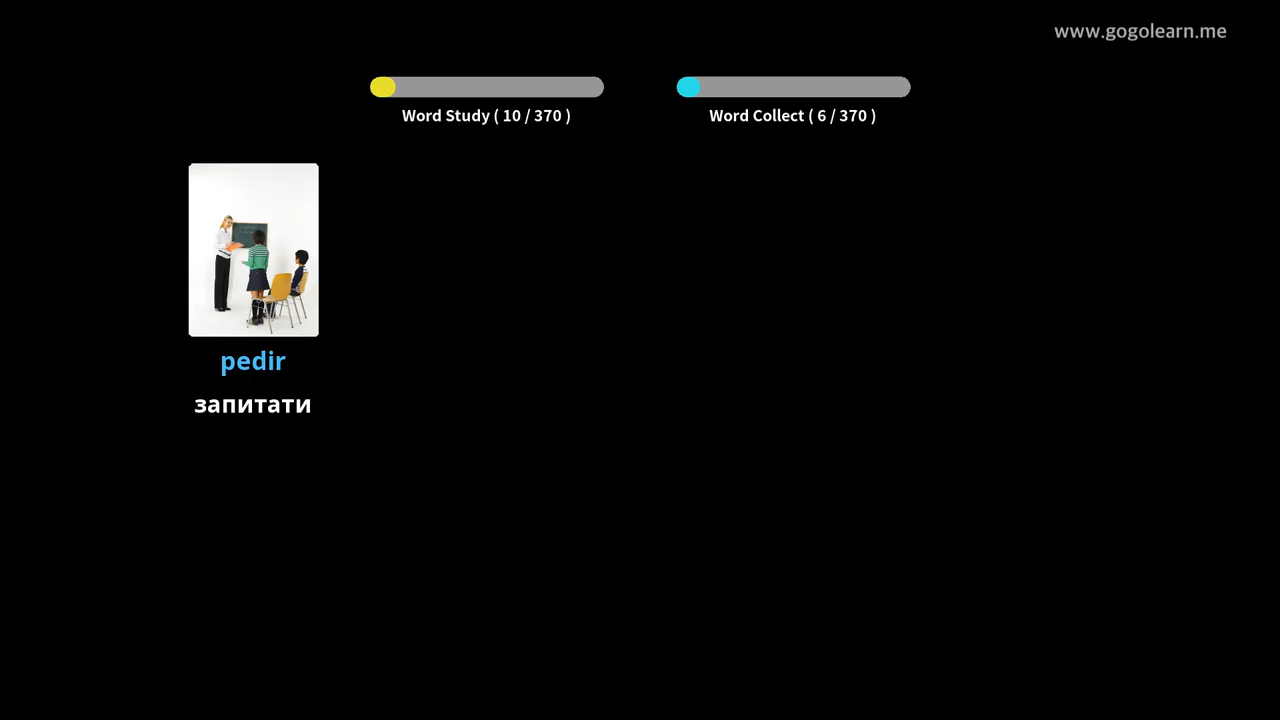 www.gogolearn.me
Word Study ( 10 / 370 )
Word Collect ( 6 / 370 )
pedir
запитати